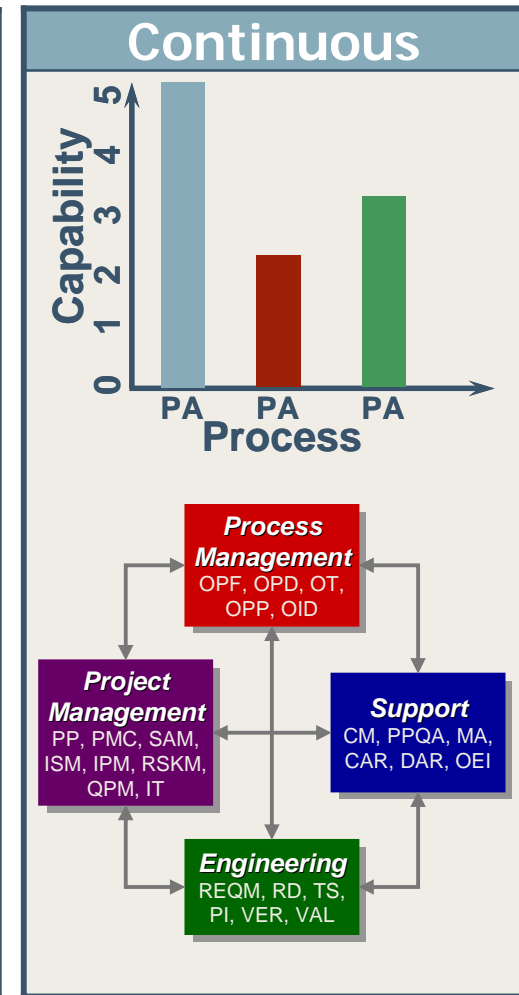 Continuous
Capability
5
4
3
2
1
0
PA PA PA
Process
Process
Management
OPF, OPD, OT,
OPP, OID
Project
Management
PP, PMC, SAM,
ISM, IPM, RSKM,
QPM, IT
Support
CM, PPQA, MA,
CAR, DAR, OEI
Engineering
REQM, RD, TS,
PI, VER, VAL